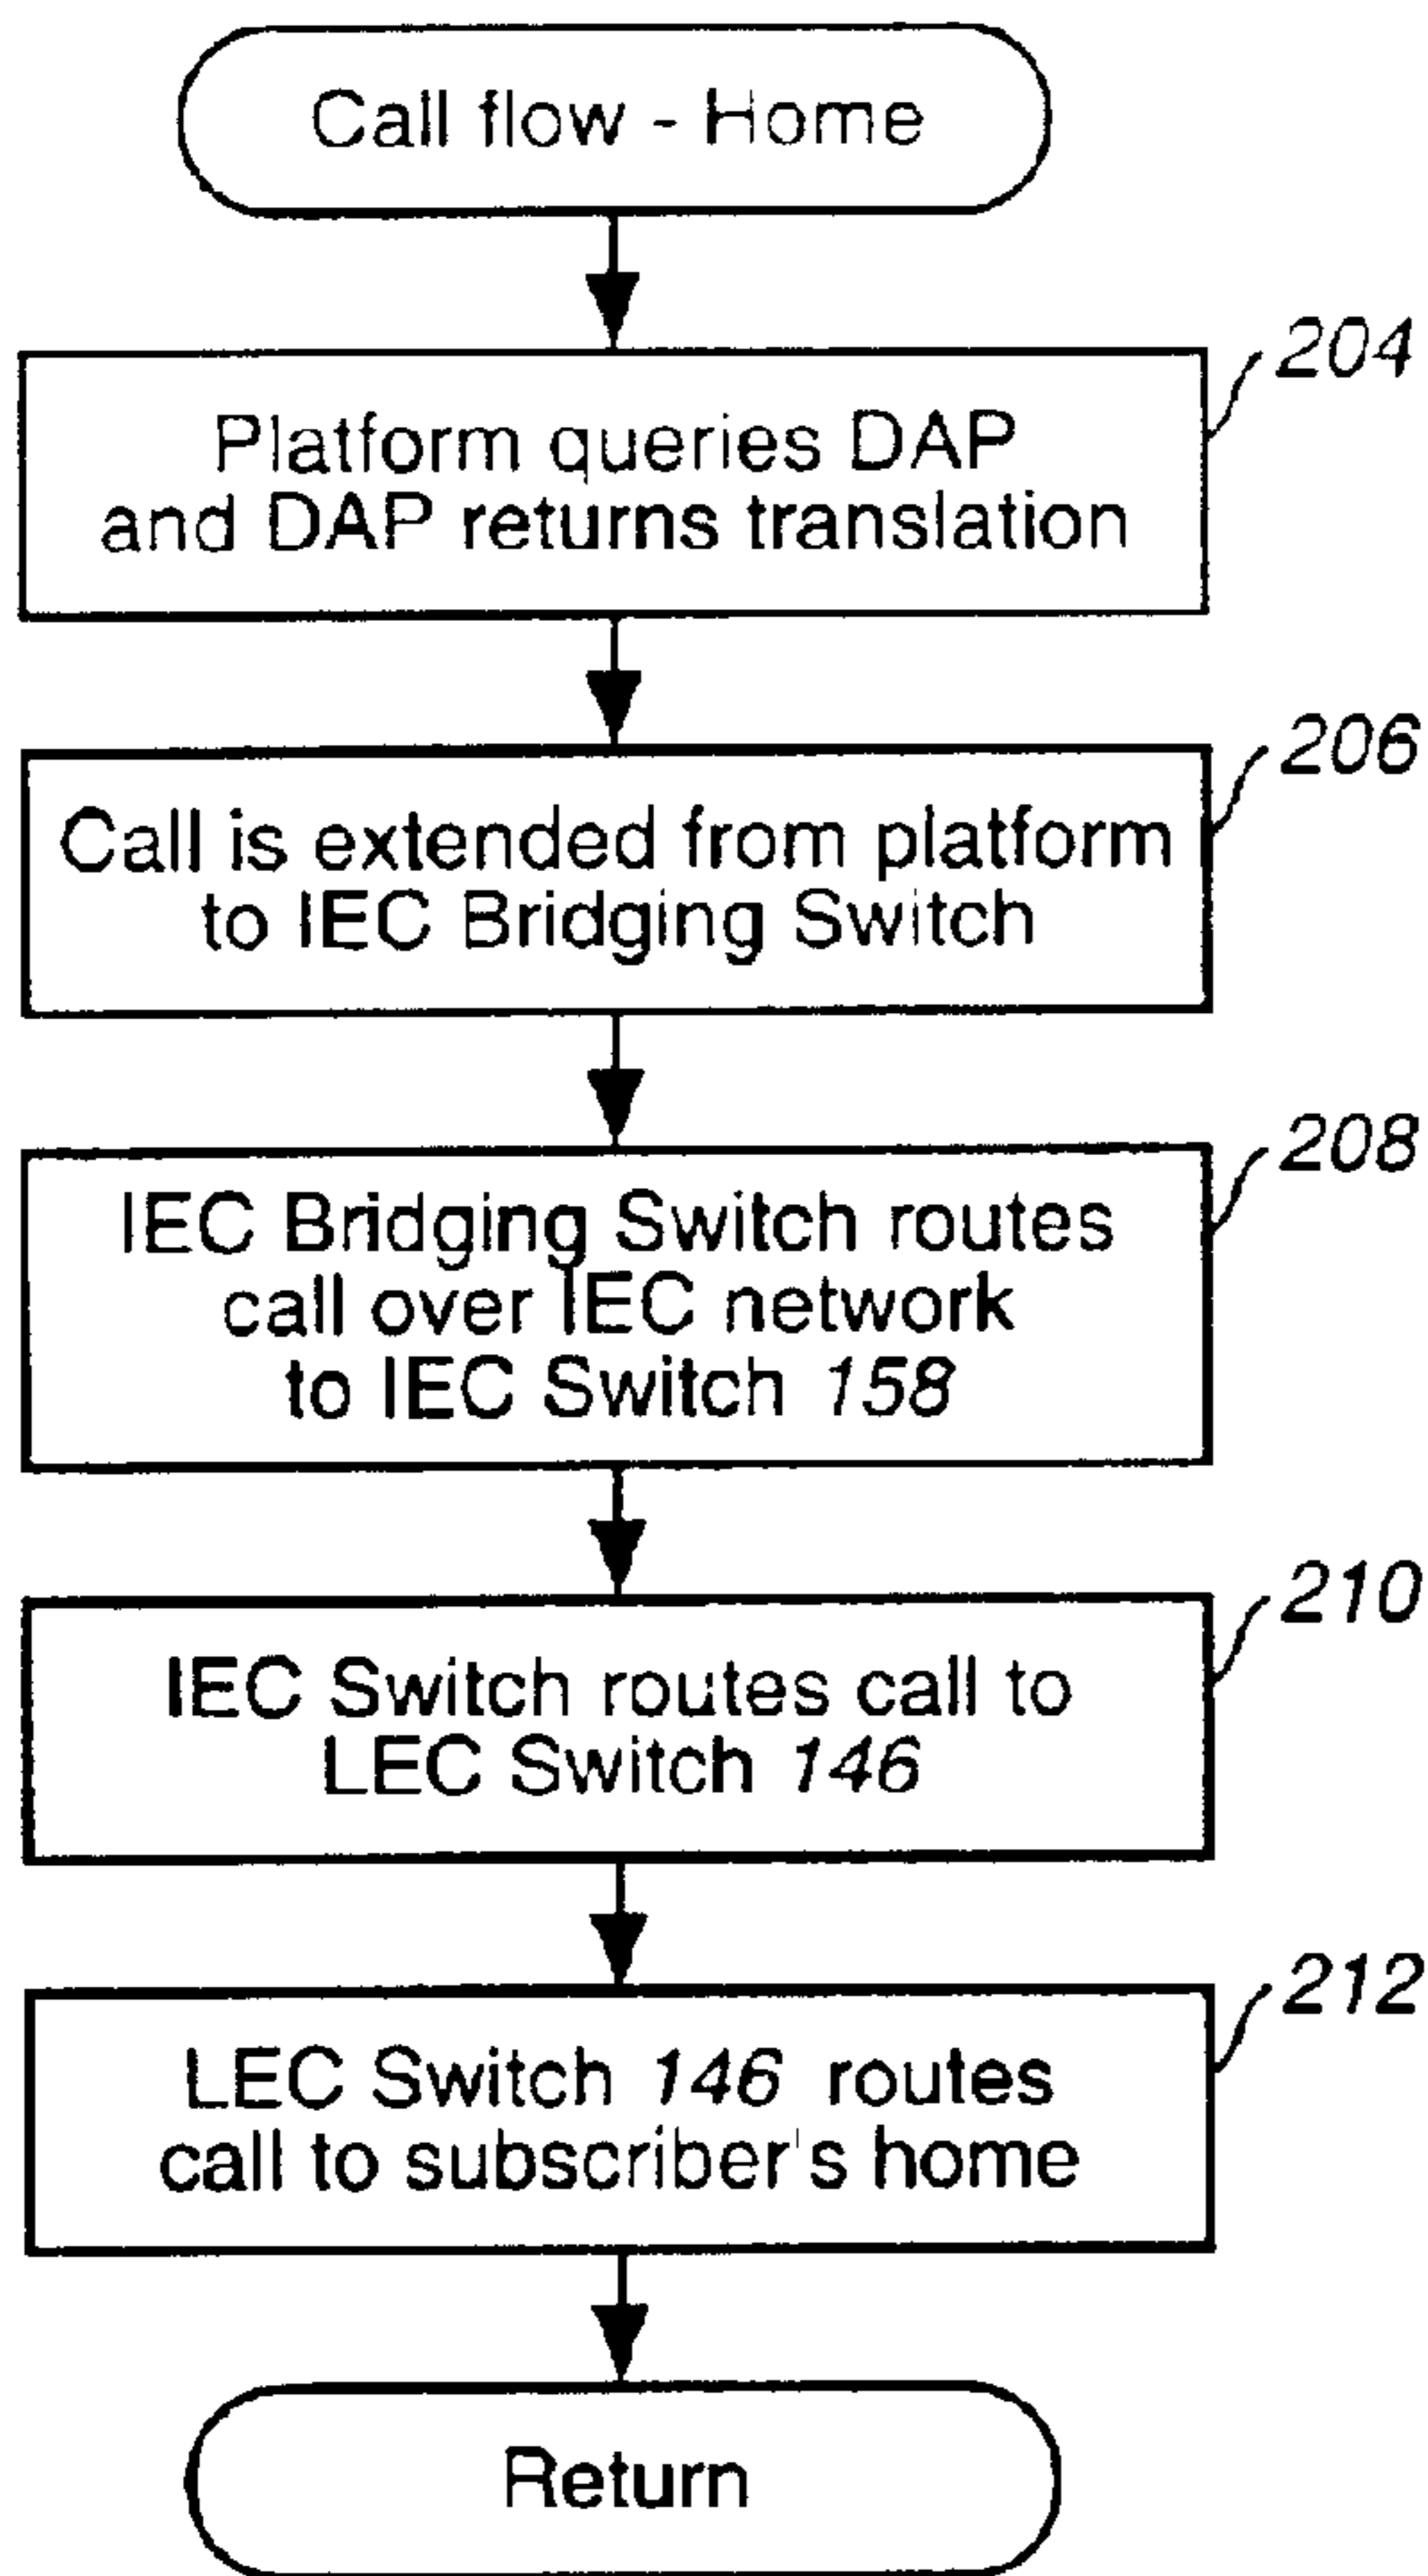 Call flow - Home
204
Platform queries DAP
and DAP returns translation
206
Call is extended from platform
to IEC Bridging Switch
208
IEC Bridging Switch routes
call over IEC network
to IEC Switch 158
210
IEC Switch routes call to
LEC Switch 146
212
LEC Switch 146 routes
call to subscriber's home
Return